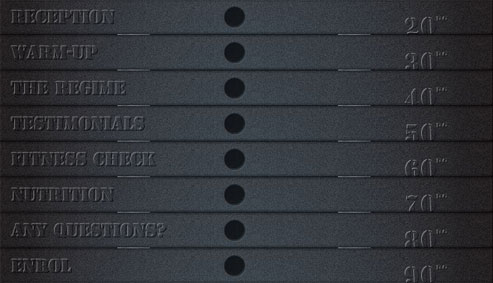 RECEPTION 20
WARM-UP 30
THE REGIME 40
TESTIMONIALS 50
FITNESS CHECK 60
NUTRITION 70
ANY QUESTIONS? 80
ENROL 90